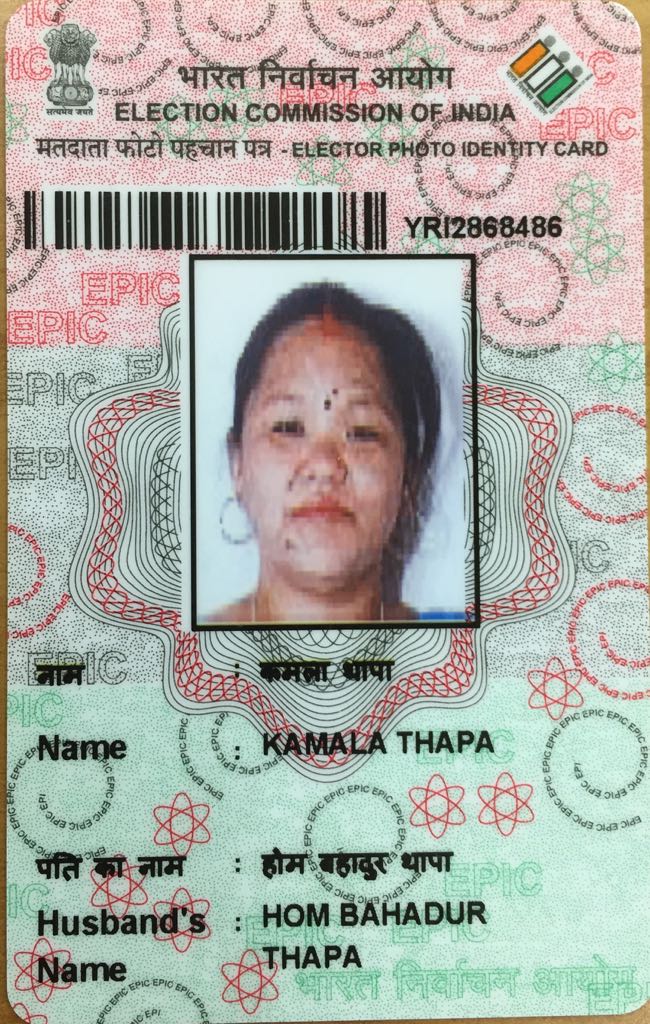 सत्यमेव जयते
भारत निर्वाचन आयोग
ELECTION COMMISSION OF INDIA
मतदाता फोटो पहचान पत्र - ELECTOR PHOTO IDENTITY CARD
YRI2868486
नाम : कमला थापा
Name : KAMALA THAPA
पति का नाम : होम बहादुर थापा
Husband's : HOM BAHADUR
Name THAPA
भारत निर्वाचन आयोग
EPIC